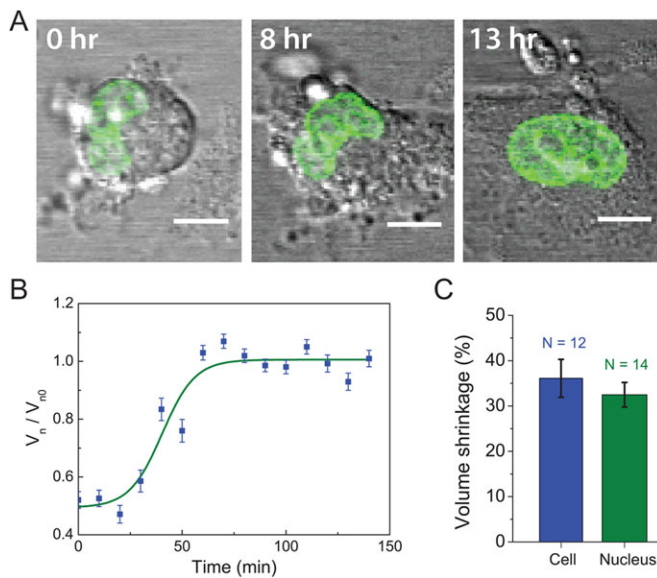 A
0 hr
8 hr
13 hr
B
1.2
1.0
0.8
0.6
0.4
0
50
100
150
Vn / Vn0
Time (min)
C
50
40
30
20
10
0
Volume shrinkage (%)
N = 12
N = 14
Cell
Nucleus